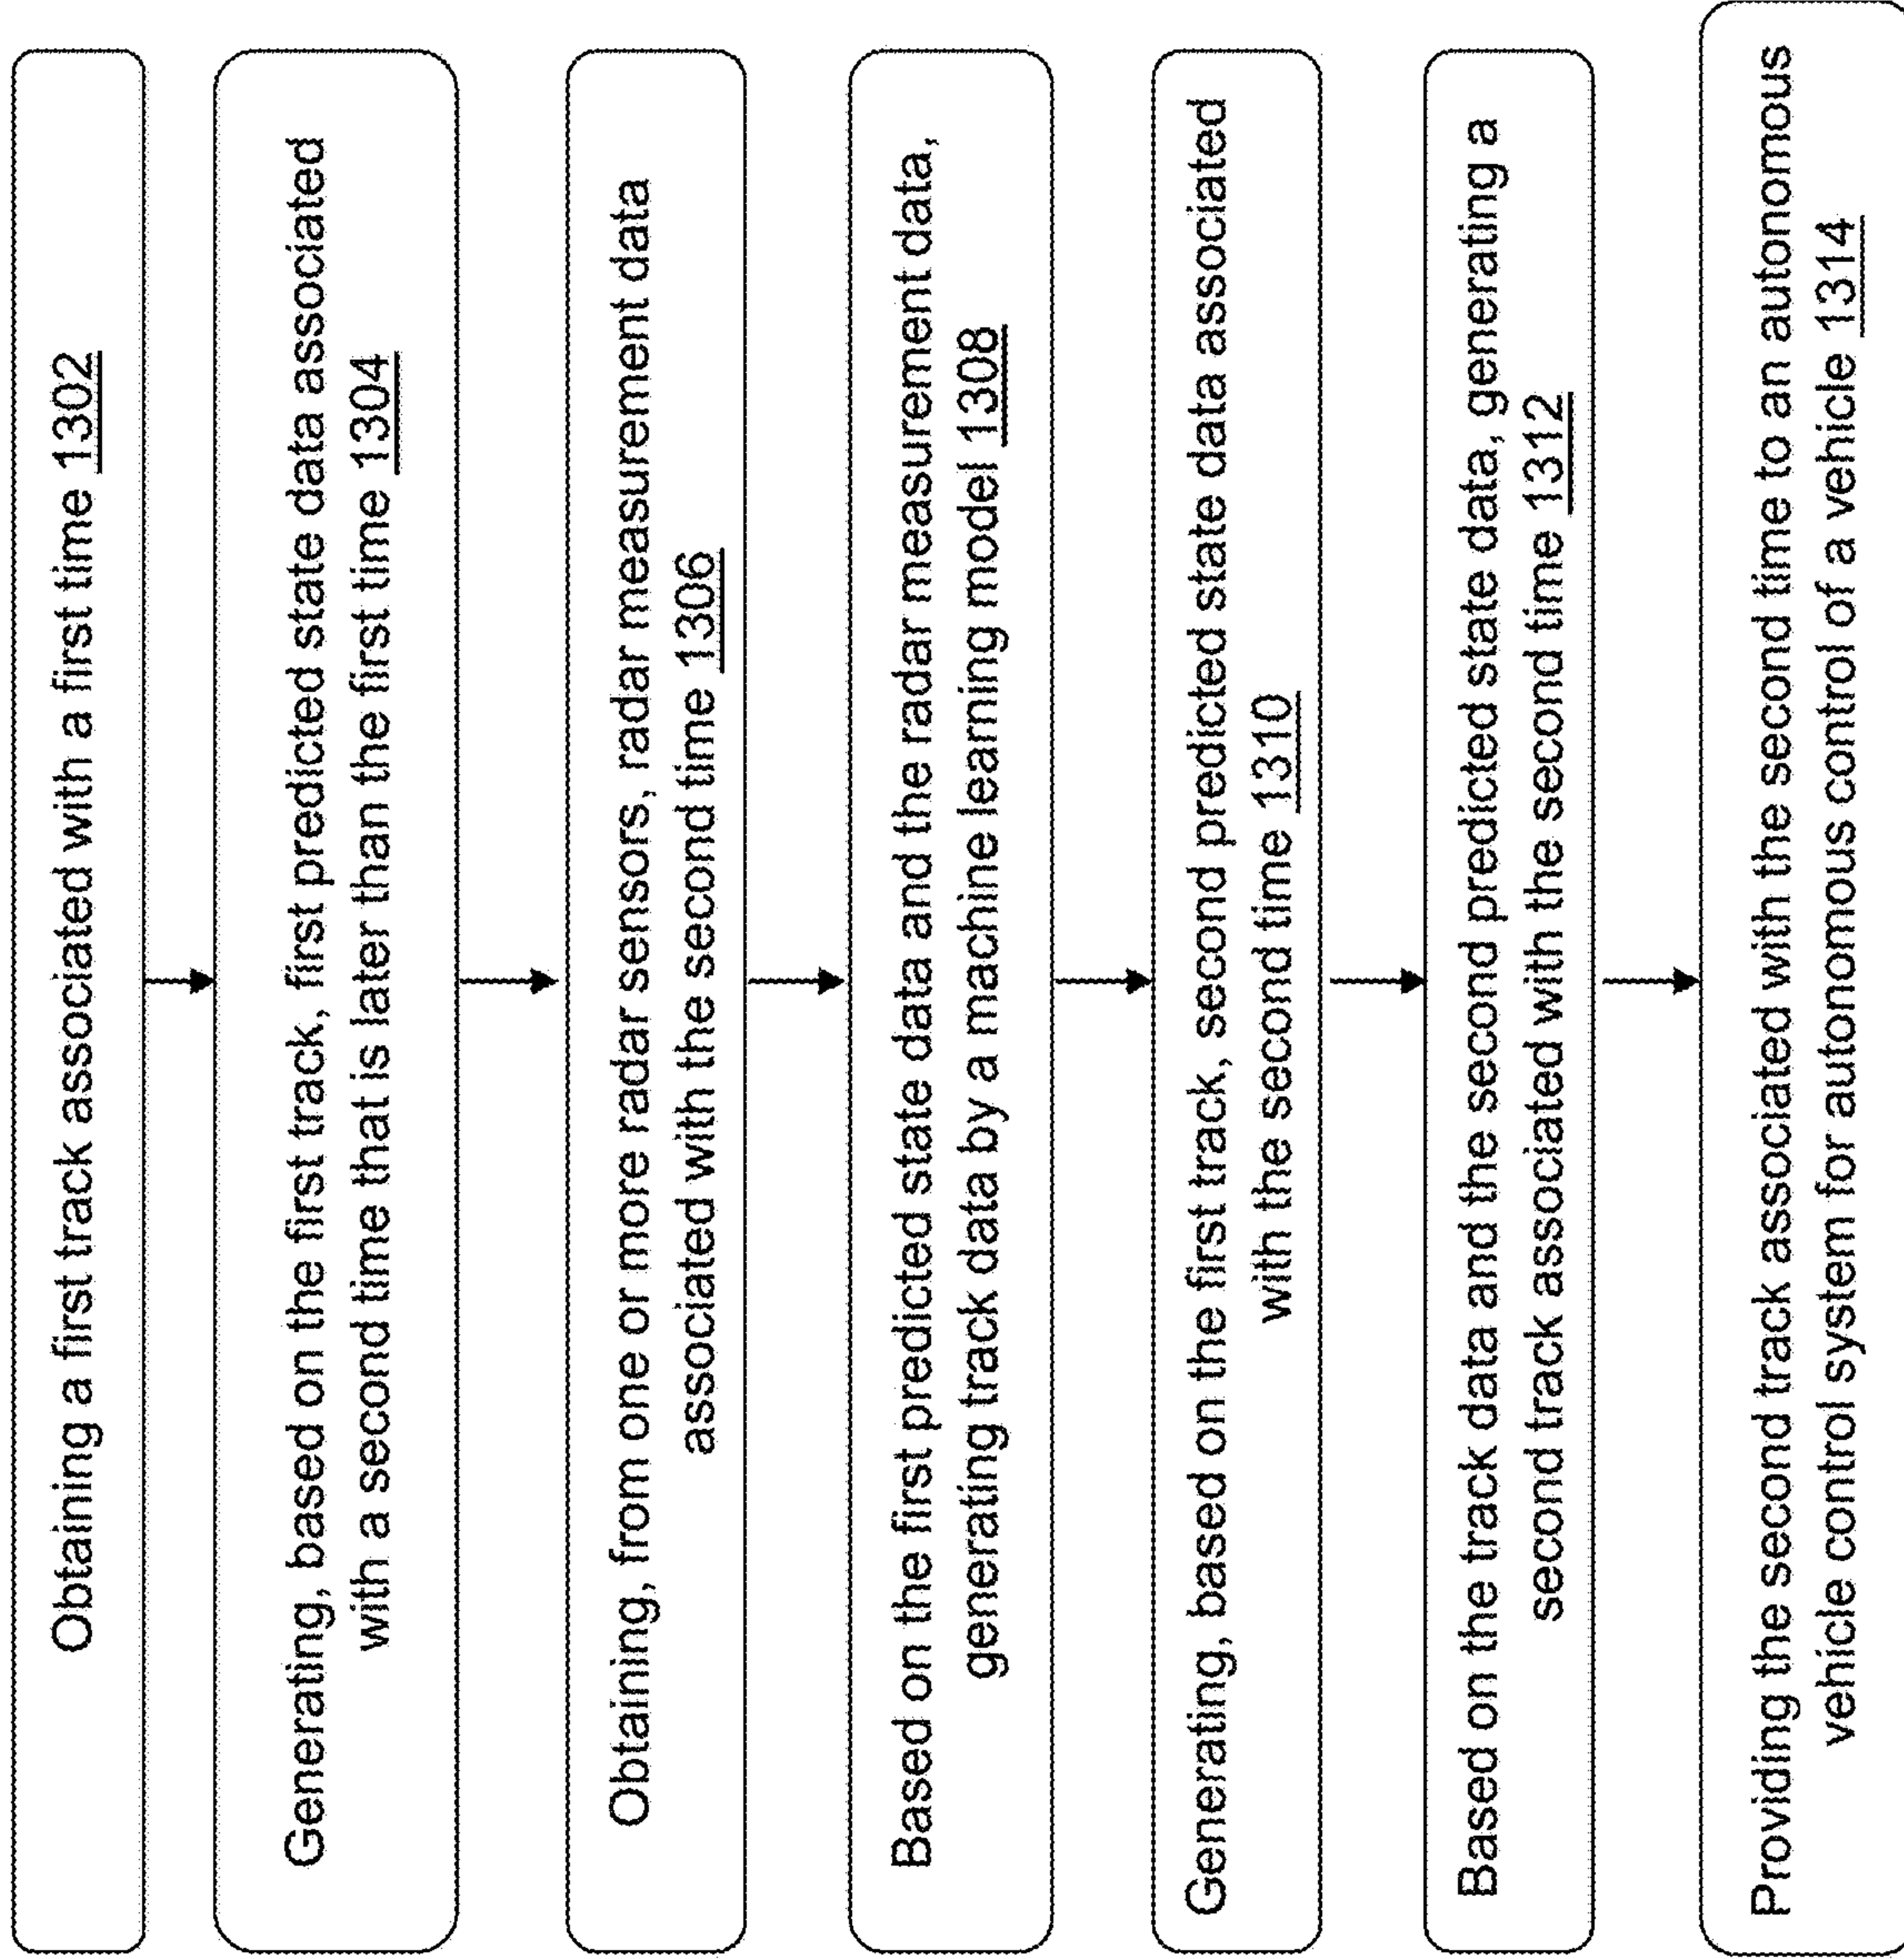 Obtaining a first track associated with a first time 1302
Generating, based on the first track, first predicted state data associated
with a second time that is later than the first time 1304
Obtaining, from one or more radar sensors, radar measurement data
associated with the second time 1306
Based on the first predicted state data and the radar measurement data,
generating track data by a machine learning model 1308
Generating, based on the first track, second predicted state data associated
with the second time 1310
Based on the track data and the second predicted state data, generating a
second track associated with the second time 1312
Providing the second track associated with the second time to an autonomous
vehicle control system for autonomous control of a vehicle 1314